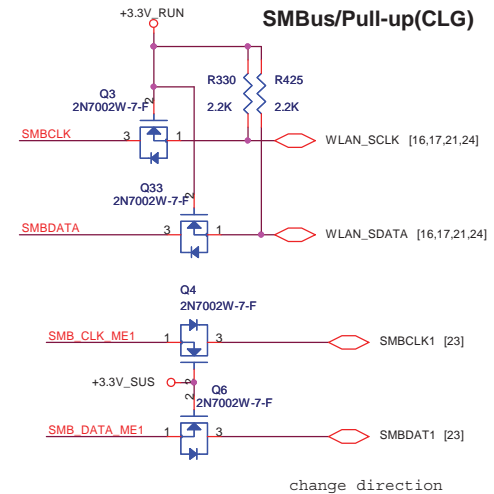 +3.3V_RUN
SMBus/Pull-up(CLG)
R330
R425
Q3
2N7002W-7-F
2
2.2K
2.2K
SMBCLK
3
1
WLAN_SCLK [16,17,21,24]
Q33
2N7002W-7-F
2
SMBDATA
3
1
WLAN_SDATA [16,17,21,24]
Q4
2N7002W-7-F
SMB_CLK_ME1
1
3
SMBCLK1 [23]
2
+3.3V_SUS
Q6
2
2N7002W-7-F
SMB_DATA_ME1
1
3
SMBDAT1 [23]
change direction